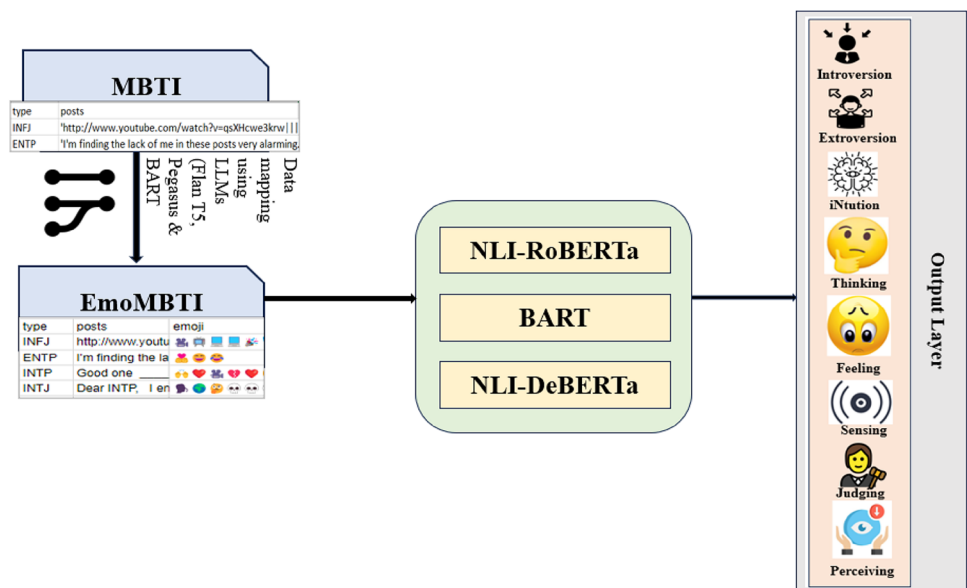 MBTI
type posts
INFJ 'http://www.youtube.com/watch?v=qsXHcwe3krw|||
ENTP 'I'm finding the lack of me in these posts very alarming.
Data
mapping
using
LLMs
(Flan T5,
Pegasus &
BART
EmoMBTI
type posts emoji
INFJ http://www.youtu
ENTP I'm finding the la
INTP Good one ____
INTJ Dear INTP, I en
NLI-RoBERTa
BART
NLI-DeBERTa
Introversion
Extroversion
iNtution
Thinking
Feeling
Sensing
Judging
Perceiving
Output Layer